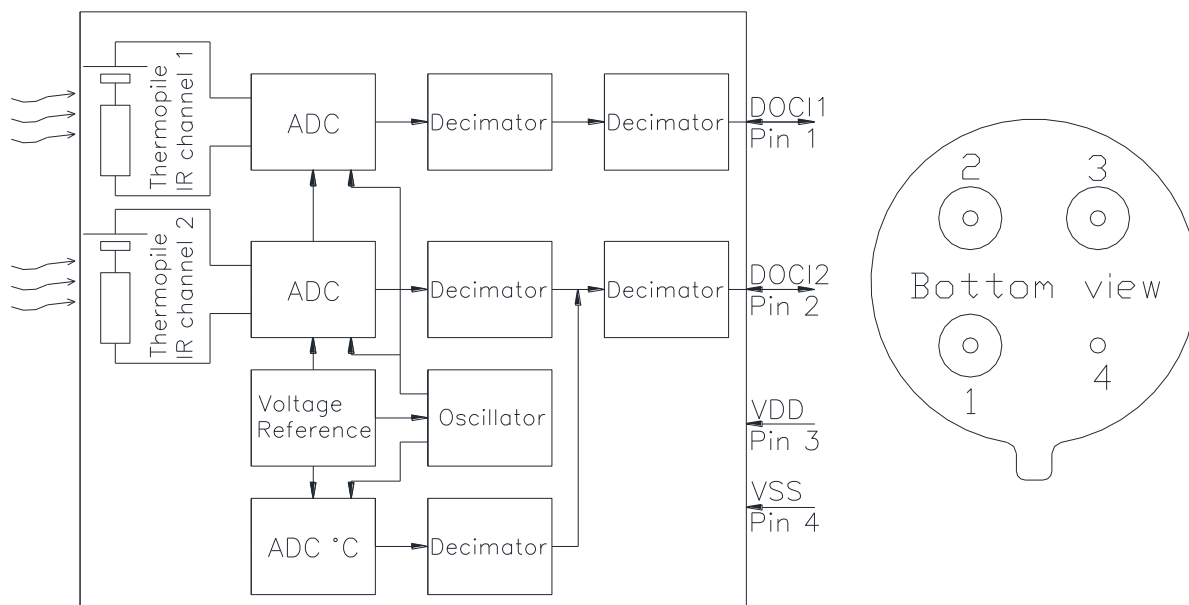 Thermopile
IR channel 1
ADC
Decimator
Decimator
DOCI1
Pin 1
Thermopile
IR channel 2
ADC
Decimator
Decimator
DOCI2
Pin 2
Voltage
Reference
Oscillator
VDD
Pin 3
ADC °C
Decimator
VSS
Pin 4
2
3
Bottom view
1
4